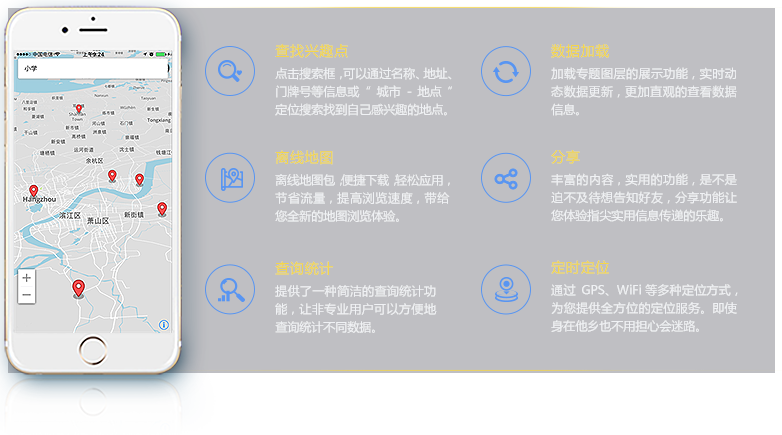 中国电信 上午9:24
小学
Hangzhou
滨江区
萧山区
新街镇
余杭区
查找兴趣点
点击搜索框，可以通过名称、地址、
门牌号等信息或“ 城市 - 地点 ”
定位搜索找到自己感兴趣的地点。
数据加载
加载专题图层的展示功能，实时动
态数据更新，更加直观的查看数据
信息。
离线地图
离线地图包，便捷下载，轻松应用，
节省流量，提高浏览速度，带给
您全新的地图浏览体验。
分享
丰富的内容，实用的功能，是不是
迫不及待想告知好友，分享功能让
您体验指尖实用信息传递的乐趣。
查询统计
提供了一种简洁的查询统计功
能，让非专业用户可以方便地
查询统计不同数据。
定时定位
通过 GPS、WiFi 等多种定位方式，
为您提供全方位的定位服务。即使
身在他乡也不用担心会迷路。